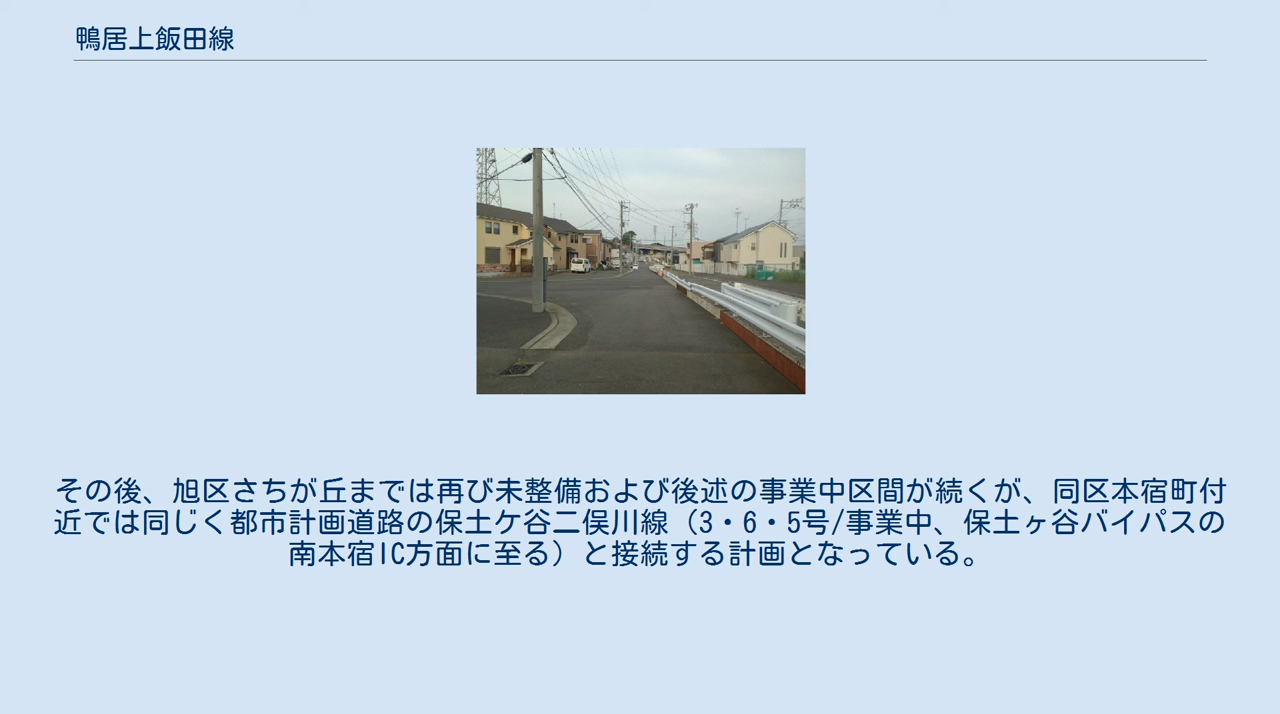 鴨居上飯田線
その後、旭区さちが丘までは再び未整備および後述の事業中区間が続くが、同区本宿町付
近では同じく都市計画道路の保土ケ谷二俣川線（3・6・5号/事業中、保土ヶ谷バイパスの
南本宿IC方面に至る）と接続する計画となっている。